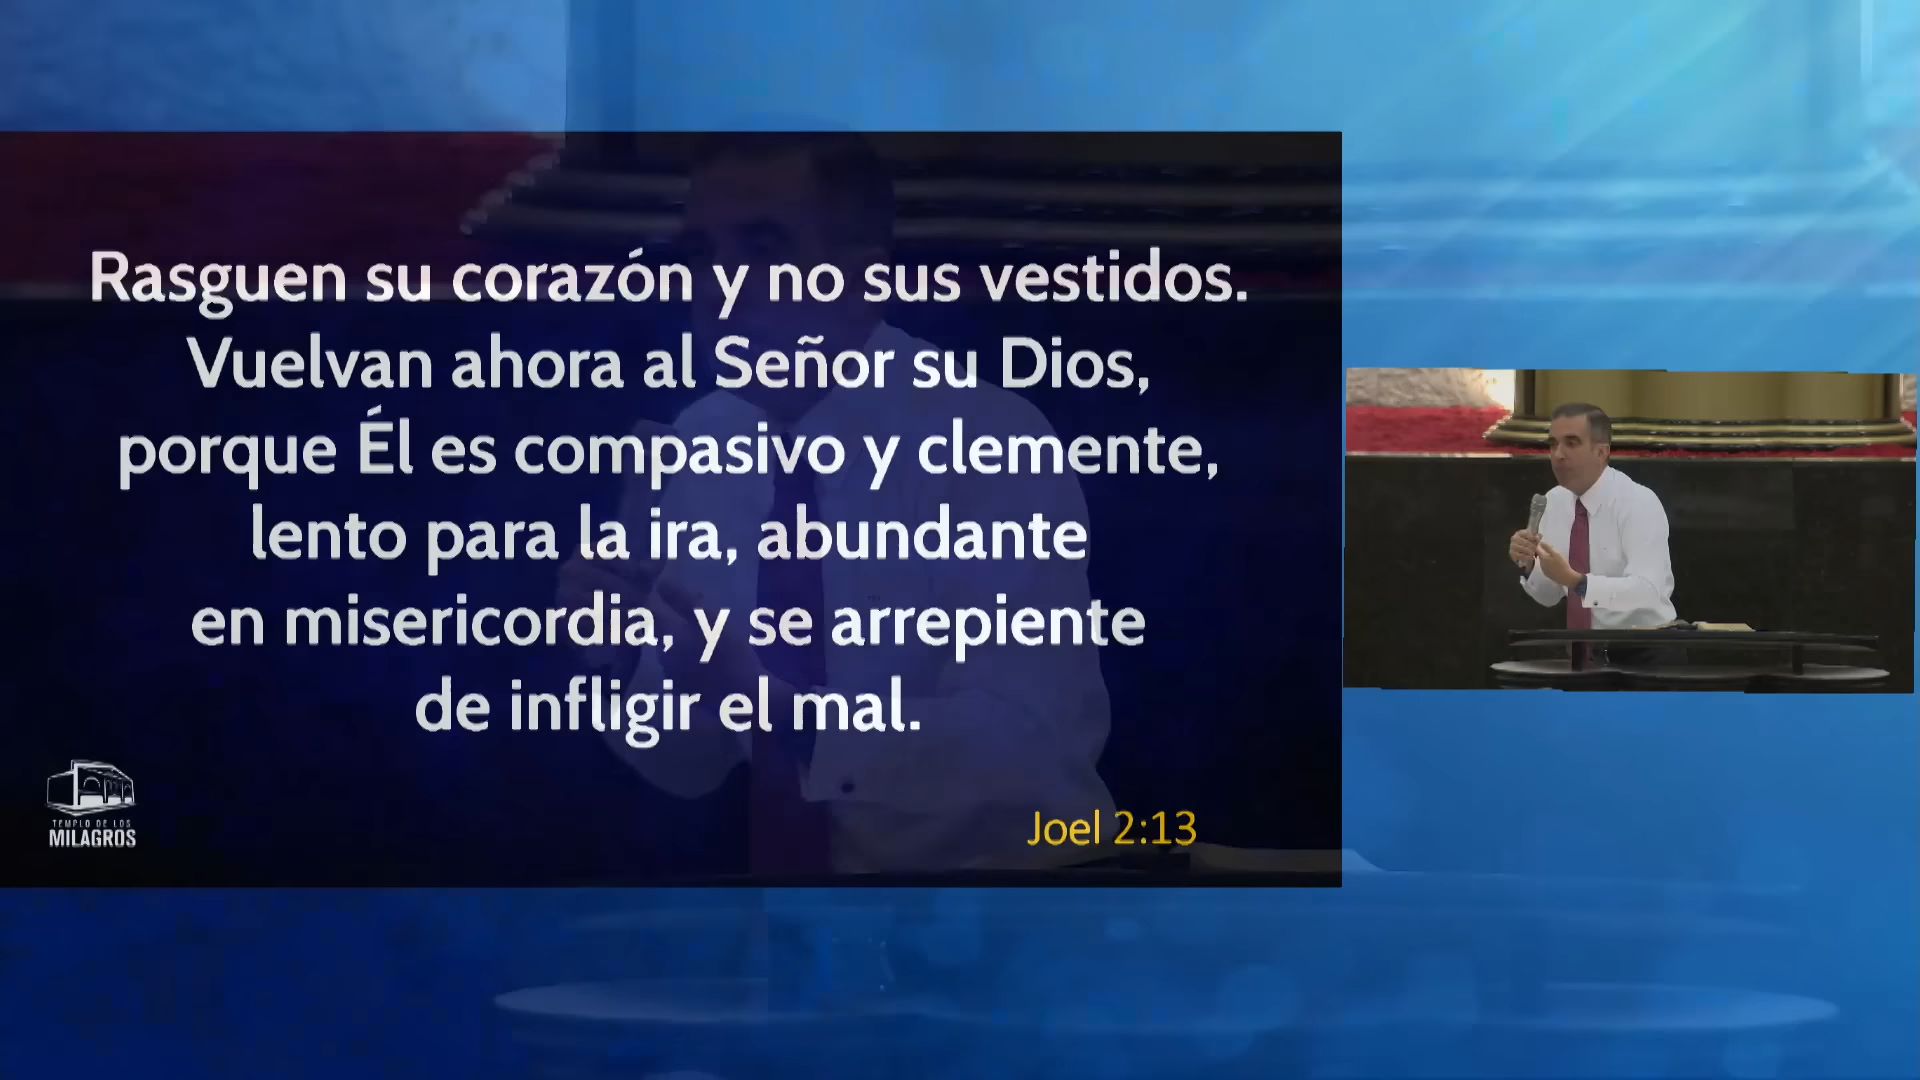 Rasguen su corazón y no sus vestidos.
Vuelvan ahora al Señor su Dios,
porque Él es compasivo y clemente,
lento para la ira, abundante
en misericordia, y se arrepiente
de infligir el mal.
Joel 2:13
TEMPLO DE LOS
MILAGROS